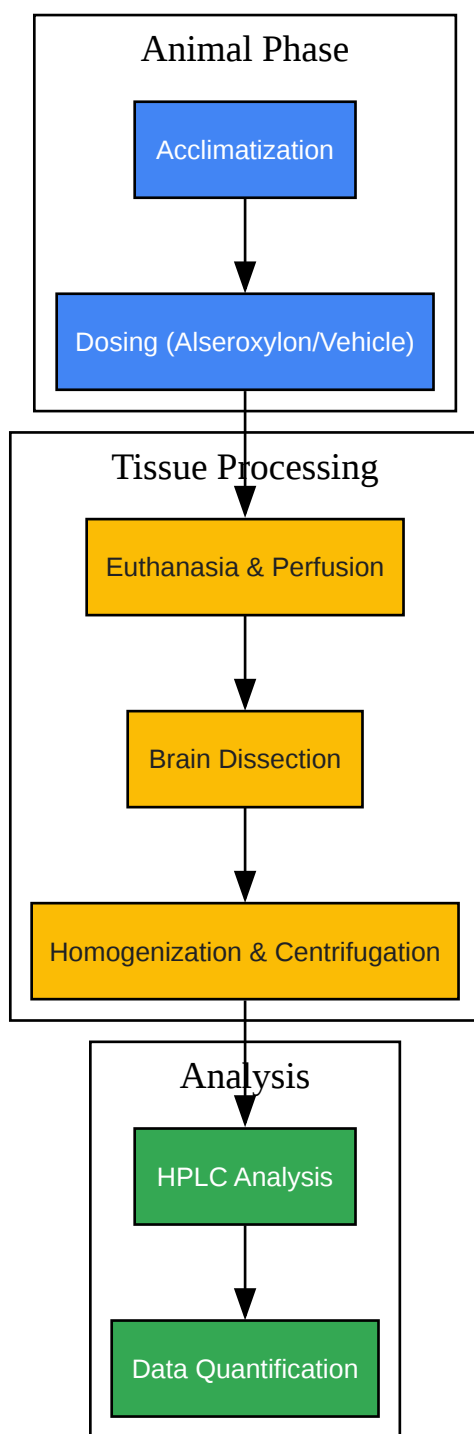 Animal Phase
Acclimatization
Dosing (Alseroxylon/Vehicle)
Tissue Processing
Euthanasia & Perfusion
Brain Dissection
Homogenization & Centrifugation
Analysis
HPLC Analysis
Data Quantification